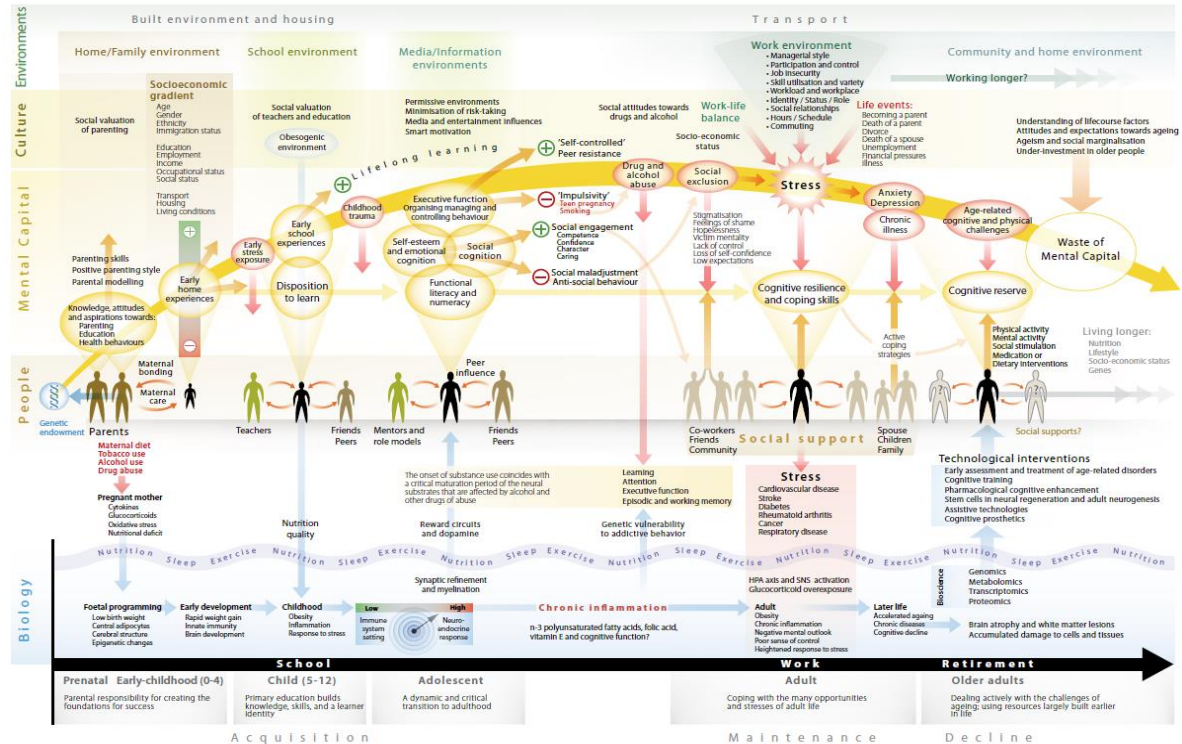 Environments
Built environment and housing
Transport
Home/Family environment
School environment
Media/Information
environments
Work environment
• Managerial style
• Participation and control
• Job insecurity
• Skill utilisation and variety
• Workload and workplace
• Identity / Status / Role
• Social relationships
• Hours / Schedule
• Commuting
Community and home environment
Working longer?
Culture
Social valuation
of parenting
Socioeconomic
gradient
Age
Gender
Ethnicity
Immigration status
Education
Employment
Income
Occupational status
Social status
Transport
Housing
Living conditions
Social valuation
of teachers and education
Obesogenic
environment
Permissive environments
Minimisation of risk-taking
Media and entertainment influences
Smart motivation
Social attitudes towards
drugs and alcohol
Work-life
balance
Socio-economic
status
Life events:
Becoming a parent
Death of a parent
Divorce
Death of a spouse
Unemployment
Financial pressures
Illness
Understanding of lifecourse factors
Attitudes and expectations towards ageing
Ageism and social marginalisation
Under-investment in older people
Mental Capital
Lifelong learning
Parenting skills
Positive parenting style
Parental modelling
Knowledge, attitudes
and aspirations towards:
Parenting
Education
Health behaviours
Early
home
experiences
Early
stress
exposure
Early
school
experiences
Disposition
to learn
Childhood
trauma
Executive function
Organising managing and
controlling behaviour
Self-esteem
and emotional
cognition
Social
cognition
Functional
literacy and
numeracy
'Self-controlled'
Peer resistance
'Impulsivity'
Teen pregnancy
Smoking
Social engagement
Competence
Confidence
Character
Caring
Social maladjustment
Anti-social behaviour
Drug and
alcohol
abuse
Social
exclusion
Stigmatisation
Feelings of shame
Hopelessness
Victim mentality
Lack of control
Loss of self-confidence
Low expectations
Stress
Cognitive resilience
and coping skills
Anxiety
Depression
Chronic
illness
Active
coping
strategies
Age-related
cognitive and physical
challenges
Cognitive reserve
Waste of
Mental Capital
Physical activity
Mental activity
Social stimulation
Medication or
Dietary interventions
Living longer:
Nutrition
Lifestyle
Socio-economic status
Genes
People
Genetic
endowment
Parents
Maternal
bonding
Maternal
care
Teachers
Friends
Peers
Mentors and
role models
Peer
influence
Friends
Peers
Co-workers
Friends
Community
Social support
Spouse
Children
Family
?
?
Social supports?
Maternal diet
Tobacco use
Alcohol use
Drug abuse
Pregnant mother
Cytokines
Glucocorticoids
Oxidative stress
Nutritional deficit
Nutrition
quality
The onset of substance use coincides with
a critical maturation period of the neural
substrates that are affected by alcohol and
other drugs of abuse
Reward circuits
and dopamine
Learning
Attention
Executive function
Episodic and working memory
Genetic vulnerability
to addictive behavior
Stress
Cardiovascular disease
Stroke
Diabetes
Rheumatoid arthritis
Cancer
Respiratory disease
Technological interventions
Early assessment and treatment of age-related disorders
Cognitive training
Pharmacological cognitive enhancement
Stem cells in neural regeneration and adult neurogenesis
Assistive technologies
Cognitive prosthetics
Nutrition Sleep Exercise Nutrition Sleep Exercise Nutrition Sleep Exercise Nutrition Sleep Exercise Nutrition Sleep Exercise Nutrition Sleep Exercise Nutrition
Biology
Foetal programming
Low birth weight
Central adiposity
Cerebral structure
Epigenetic changes
Early development
Rapid weight gain
Innate immunity
Brain development
Childhood
Obesity
Inflammation
Response to stress
Synaptic refinement
and myelination
Low
High
Immune
system
setting
Neuro-
endocrine
response
Chronic inflammation
n-3 polyunsaturated fatty acids, folic acid,
vitamin E and cognitive function?
HPA axis and SNS activation
Glucocorticoid overexposure
Adult
Obesity
Chronic inflammation
Negative mental outlook
Poor sense of control
Heightened response to stress
Later life
Accelerated ageing
Chronic diseases
Cognitive decline
Bioscience
Genomics
Metabolomics
Transcriptomics
Proteomics
Brain atrophy and white matter lesions
Accumulated damage to cells and tissues
School
Work
Retirement
Prenatal
Early-childhood (0-4)
Parental responsibility for creating the
foundations for success
Child (5-12)
Primary education builds
knowledge, skills, and a learner
identity
Adolescent
A dynamic and critical
transition to adulthood
Adult
Coping with the many opportunities
and stresses of adult life
Older adults
Dealing actively with the challenges of
ageing; using resources largely built earlier
in life
Acquisition
Maintenance
Decline